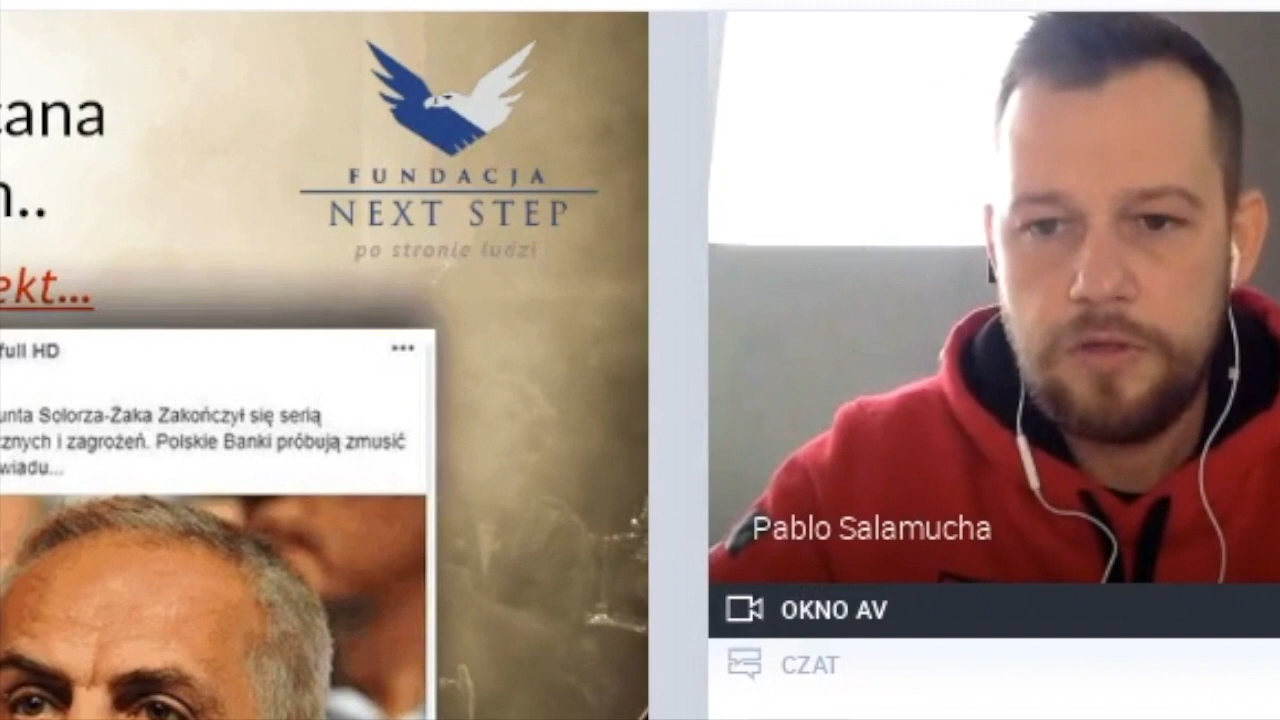 cana
n..
ekt...
FUNDACJA
NEXT STEP
po stronie ludzi
full HD
unta Solorza-Żaka Zakończył się serią
znych i zagrożeń. Polskie Banki próbują zmusić
wiadu...
Pablo Salamucha
OKNO AV
CZAT